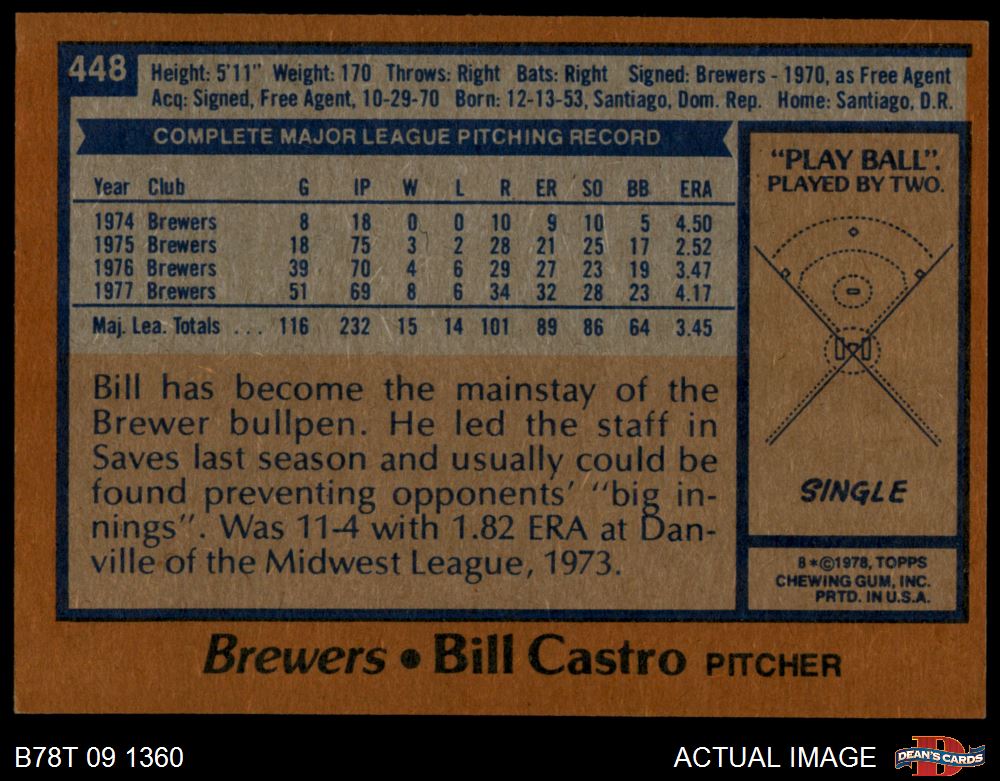 448
Height: 5'11" Weight: 170 Throws: Right Bats: Right Signed: Brewers - 1970, as Free Agent
Acq: Signed, Free Agent, 10-29-70 Born: 12-13-53, Santiago, Dom. Rep. Home: Santiago, D.R.
COMPLETE MAJOR LEAGUE PITCHING RECORD
Year Club G IP W L R ER SO BB ERA
1974 Brewers 8 18 0 0 10 9 10 5 4.50
1975 Brewers 18 75 3 2 28 21 25 17 2.52
1976 Brewers 39 70 4 6 29 27 23 19 3.47
1977 Brewers 51 69 8 6 34 32 28 23 4.17
Maj. Lea. Totals ... 116 232 15 14 101 89 86 64 3.45
Bill has become the mainstay of the
Brewer bullpen. He led the staff in
Saves last season and usually could be
found preventing opponents' "big in-
nings". Was 11-4 with 1.82 ERA at Dan-
ville of the Midwest League, 1973.
"PLAY BALL".
PLAYED BY TWO.
SINGLE
8*©1978, TOPPS
CHEWING GUM, INC.
PRTD. IN U.S.A.
Brewers • Bill Castro PITCHER
B78T 09 1360
ACTUAL IMAGE
D
DEAN'S CARDS